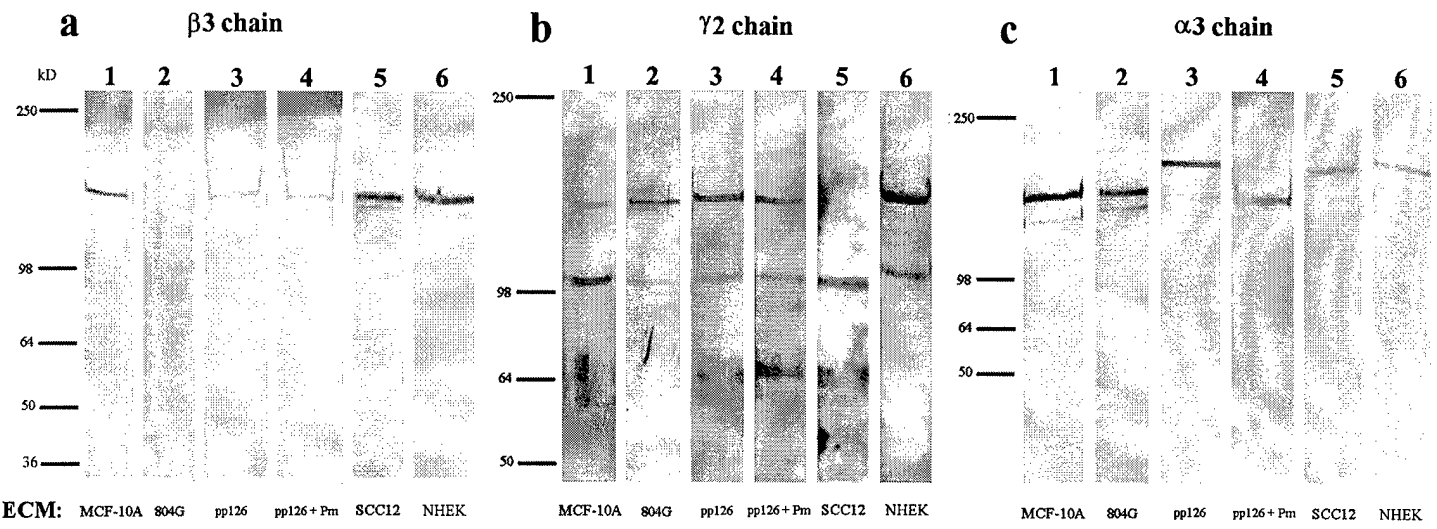 a β3 chain
kD 1 2 3 4 5 6
250
98
64
50
36
ECM: MCF-10A 804G pp126 pp126 + Pm SCC12 NHEK
b γ2 chain
1 2 3 4 5 6
250
98
64
50
MCF-10A 804G pp126 pp126 + Pm SCC12 NHEK
c α3 chain
1 2 3 4 5 6
250
98
64
50
MCF-10A 804G pp126 pp126 + Pm SCC12 NHEK